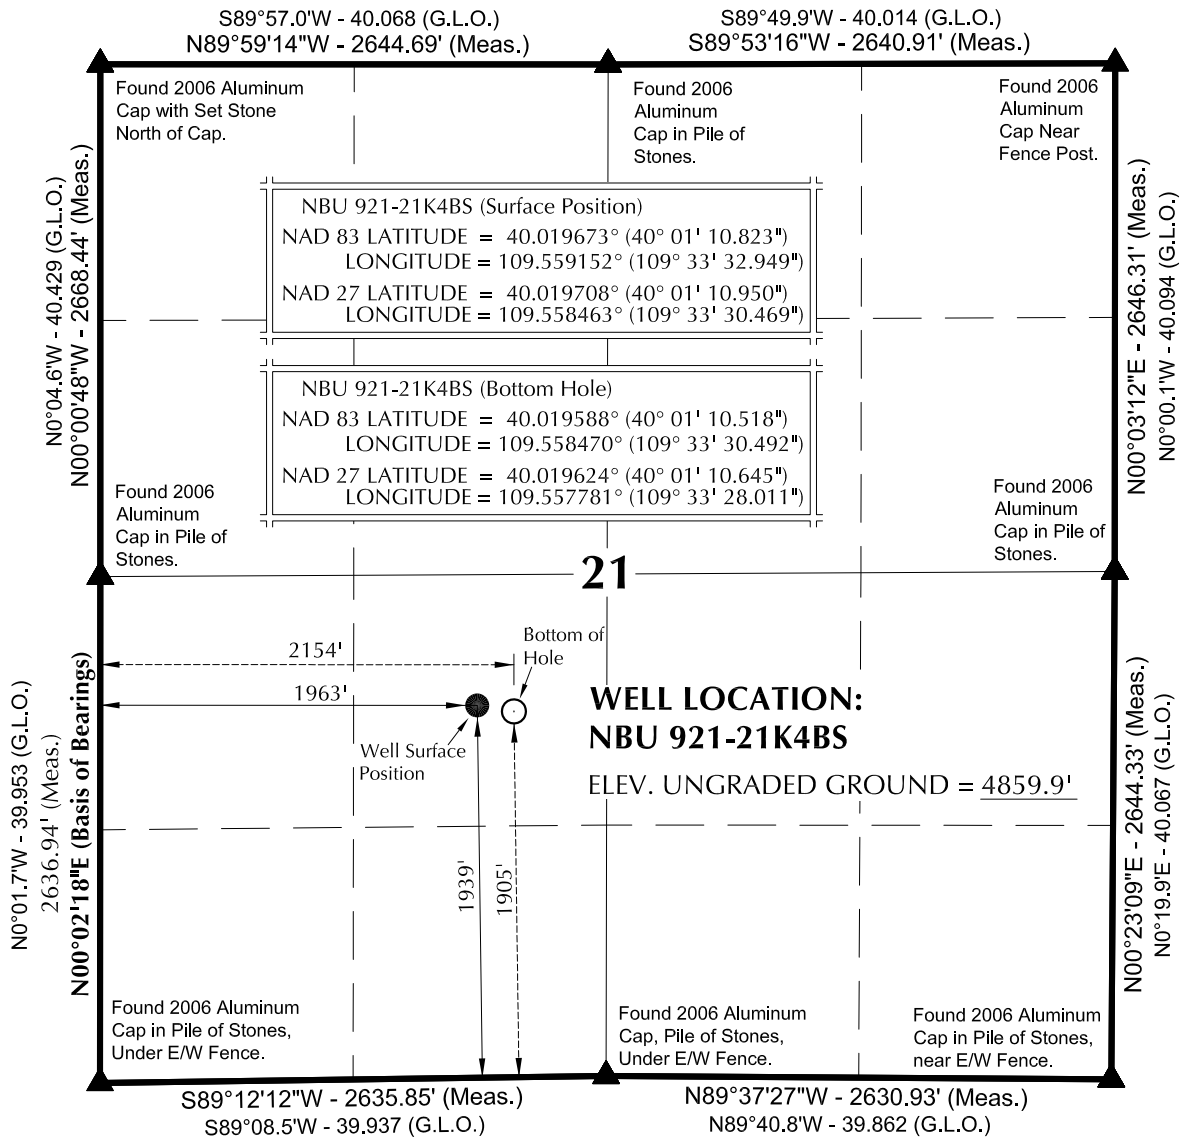 S89°57.0'W - 40.068 (G.L.O.)
N89°59'14"W - 2644.69' (Meas.)
S89°49.9'W - 40.014 (G.L.O.)
S89°53'16"W - 2640.91' (Meas.)
Found 2006 Aluminum
Cap with Set Stone
North of Cap.
Found 2006
Aluminum
Cap in Pile of
Stones.
Found 2006
Aluminum
Cap Near
Fence Post.
N0°04.6'W - 40.429 (G.L.O.)
N00°00'48"W - 2668.44' (Meas.)
NBU 921-21K4BS (Surface Position)
NAD 83 LATITUDE = 40.019673° (40° 01' 10.823")
LONGITUDE = 109.559152° (109° 33' 32.949")
NAD 27 LATITUDE = 40.019708° (40° 01' 10.950")
LONGITUDE = 109.558463° (109° 33' 30.469")
NBU 921-21K4BS (Bottom Hole)
NAD 83 LATITUDE = 40.019588° (40° 01' 10.518")
LONGITUDE = 109.558470° (109° 33' 30.492")
NAD 27 LATITUDE = 40.019624° (40° 01' 10.645")
LONGITUDE = 109.557781° (109° 33' 28.011")
N00°03'12"E - 2646.31' (Meas.)
N0°00.1'W - 40.094 (G.L.O.)
Found 2006
Aluminum
Cap in Pile of
Stones.
Found 2006
Aluminum
Cap in Pile of
Stones.
21
2154'
1963'
Bottom of
Hole
Well Surface
Position
WELL LOCATION:
NBU 921-21K4BS
ELEV. UNGRADED GROUND = 4859.9'
1939'
1905'
N0°01.7'W - 39.953 (G.L.O.)
2636.94' (Meas.)
N00°02'18"E (Basis of Bearings)
N00°23'09"E - 2644.33' (Meas.)
N0°19.9'E - 40.067 (G.L.O.)
Found 2006 Aluminum
Cap in Pile of Stones,
Under E/W Fence.
Found 2006 Aluminum
Cap, Pile of Stones,
Under E/W Fence.
Found 2006 Aluminum
Cap in Pile of Stones,
near E/W Fence.
S89°12'12"W - 2635.85' (Meas.)
S89°08.5'W - 39.937 (G.L.O.)
N89°37'27"W - 2630.93' (Meas.)
N89°40.8'W - 39.862 (G.L.O.)